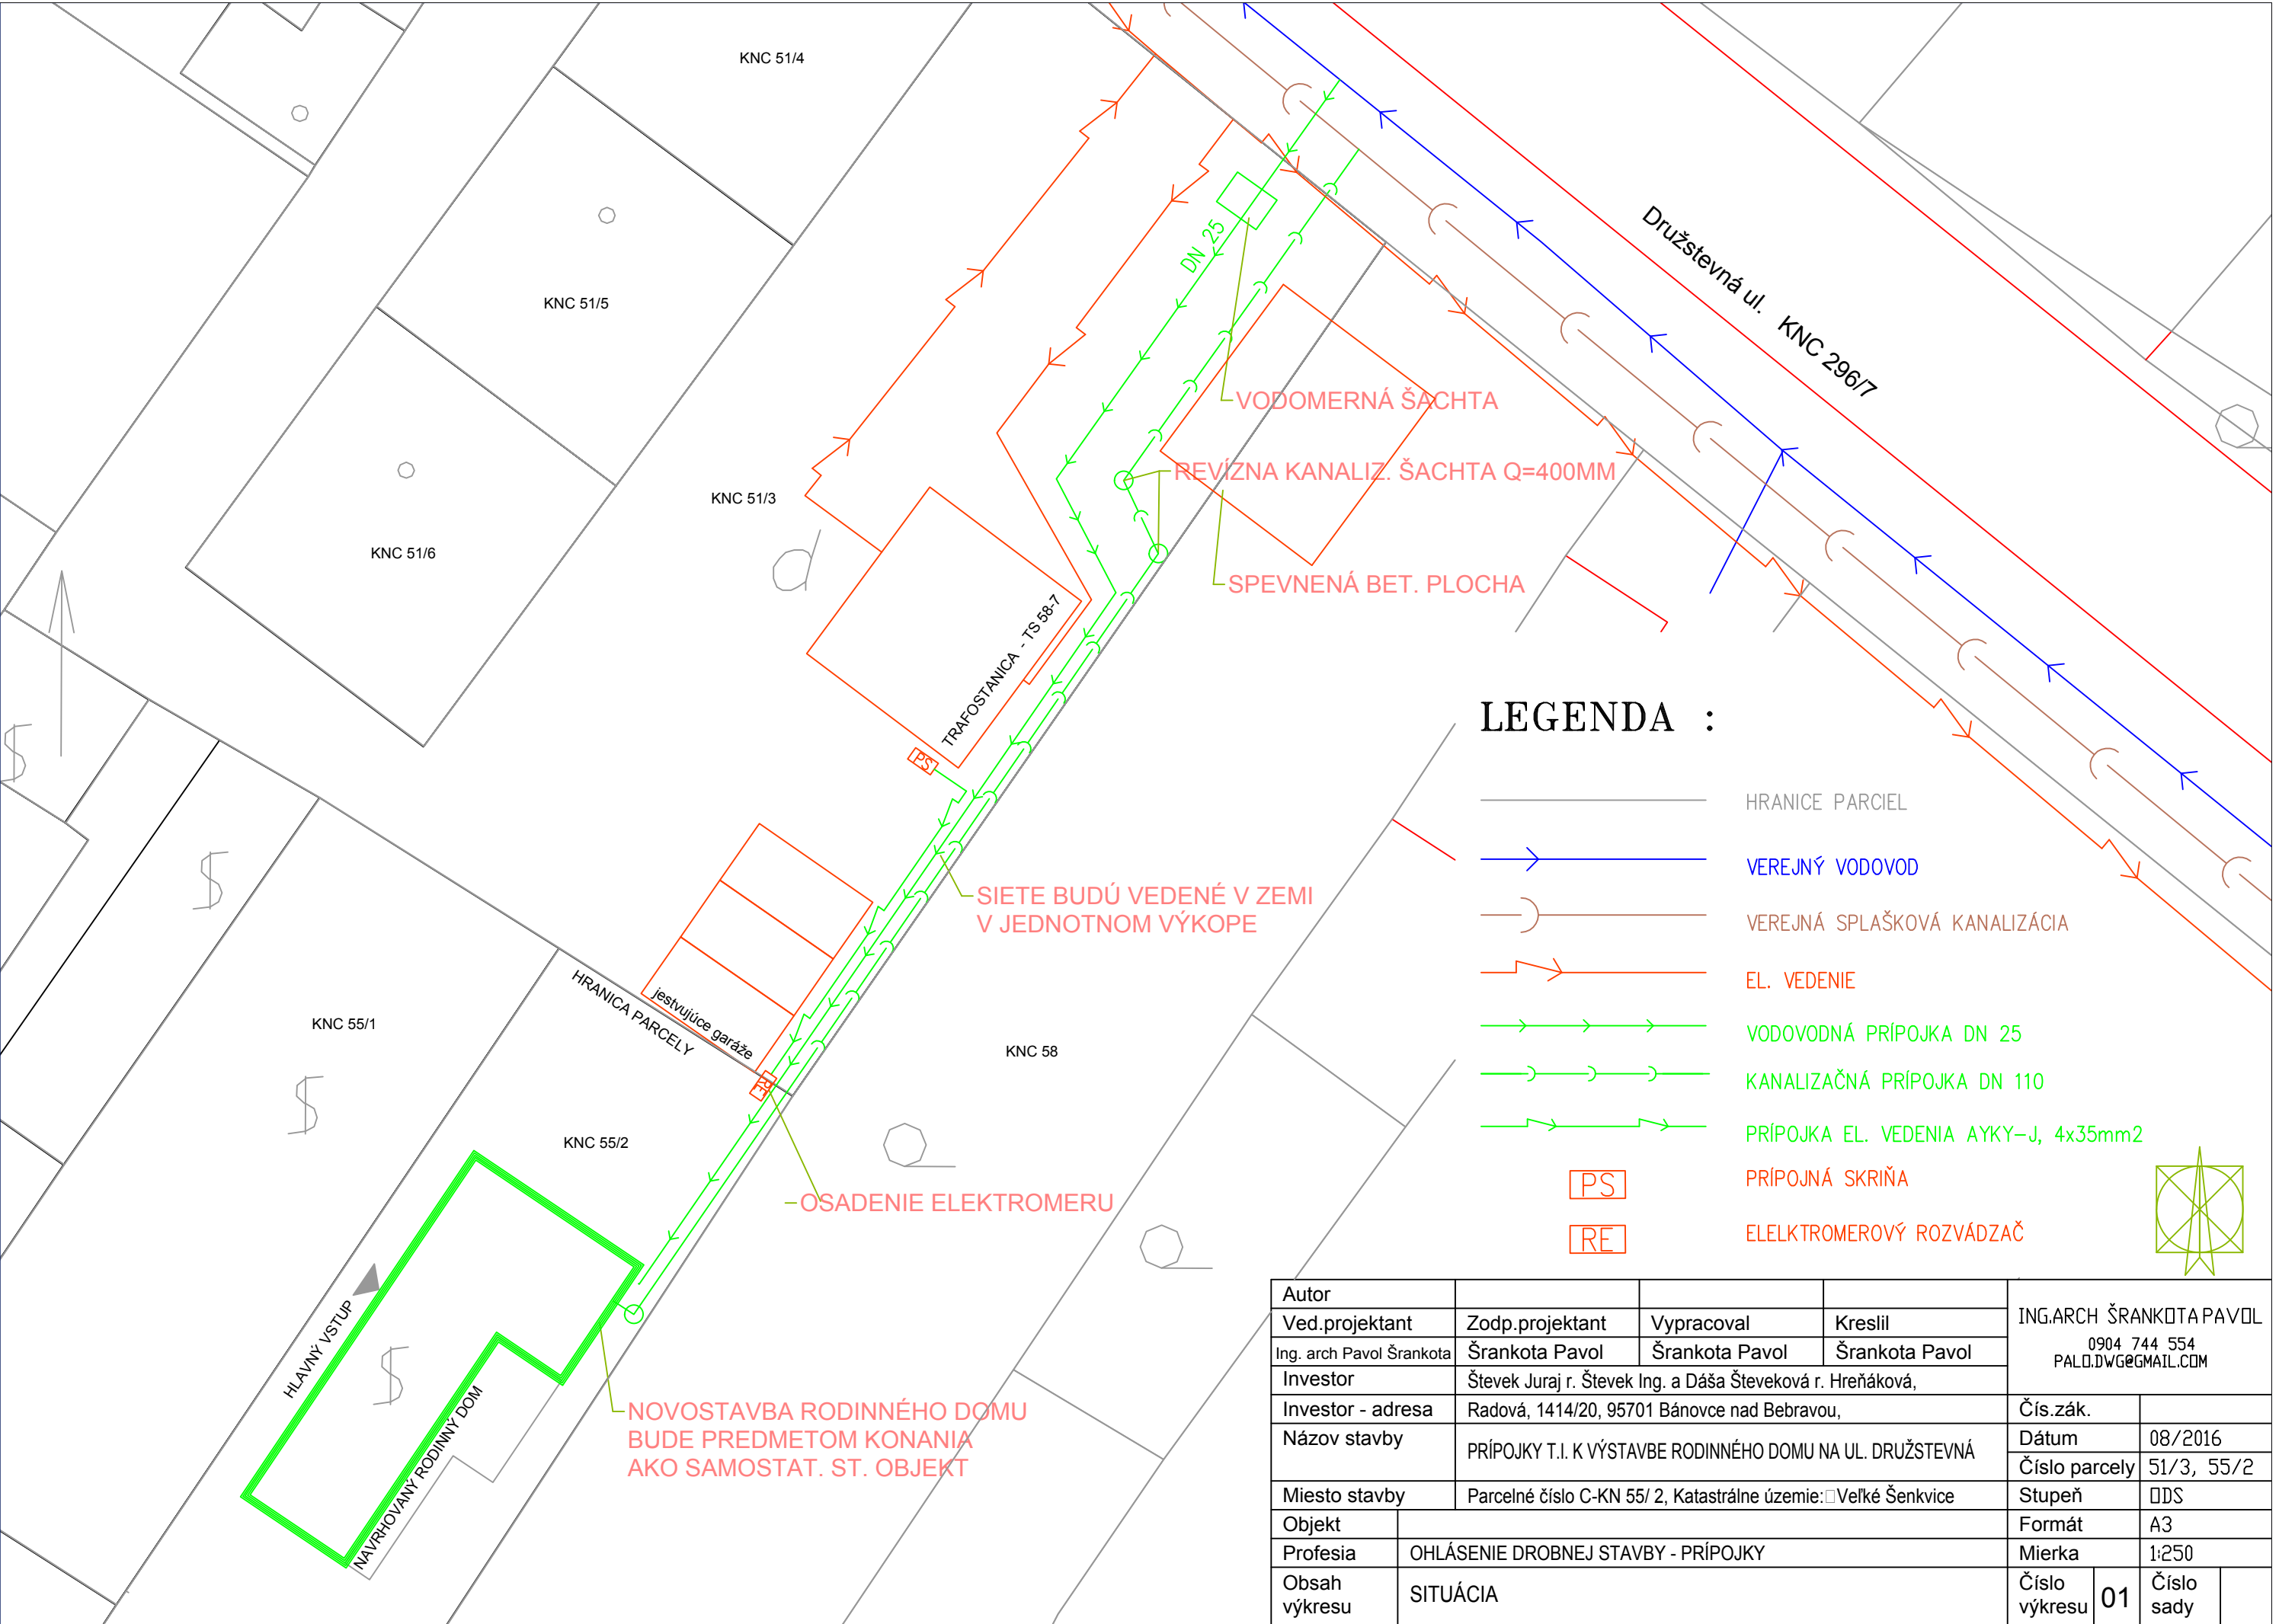 KNC 51/4
KNC 51/5
KNC 51/6
KNC 51/3
DN 25
Družstevná ul. KNC 296/7
VODOMERNÁ ŠACHTA
REVÍZNA KANALIZ. ŠACHTA Q=400MM
SPEVNENÁ BET. PLOCHA
TRAFOSTANICA - TS 58-7
PS
SIETE BUDÚ VEDENÉ V ZEMI
V JEDNOTNOM VÝKOPE
HRANICA PARCELY
jestvujúce garáže
RE
KNC 55/1
KNC 58
KNC 55/2
OSADENIE ELEKTROMERU
HLAVNÝ VSTUP
NAVRHOVANÝ RODINNÝ DOM
NOVOSTAVBA RODINNÉHO DOMU
BUDE PREDMETOM KONANIA
AKO SAMOSTAT. ST. OBJEKT
LEGENDA :
HRANICE PARCIEL
VEREJNÝ VODOVOD
VEREJNÁ SPLAŠKOVÁ KANALIZÁCIA
EL. VEDENIE
VODOVODNÁ PRÍPOJKA DN 25
KANALIZAČNÁ PRÍPOJKA DN 110
PRÍPOJKA EL. VEDENIA AYKY-J, 4x35mm2
PS PRÍPOJNÁ SKRIŇA
RE ELELKTROMEROVÝ ROZVÁDZAČ
Autor
Ved.projektant Zodp.projektant Vypracoval Kreslil
Ing. arch Pavol Šrankota Šrankota Pavol Šrankota Pavol Šrankota Pavol
ING.ARCH ŠRANKOTA PAVOL
0904 744 554
PALO.DWG@GMAIL.COM
Investor Števek Juraj r. Števek Ing. a Dáša Števeková r. Hreňáková,
Investor - adresa Radová, 1414/20, 95701 Bánovce nad Bebravou,
Čís.zák.
Názov stavby PRÍPOJKY T.I. K VÝSTAVBE RODINNÉHO DOMU NA UL. DRUŽSTEVNÁ
Dátum 08/2016
Číslo parcely 51/3, 55/2
Miesto stavby Parcelné číslo C-KN 55/ 2, Katastrálne územie:□Veľké Šenkvice
Stupeň ODS
Objekt
Formát A3
Profesia OHLÁSENIE DROBNEJ STAVBY - PRÍPOJKY
Mierka 1:250
Obsah výkresu SITUÁCIA
Číslo výkresu 01 Číslo sady